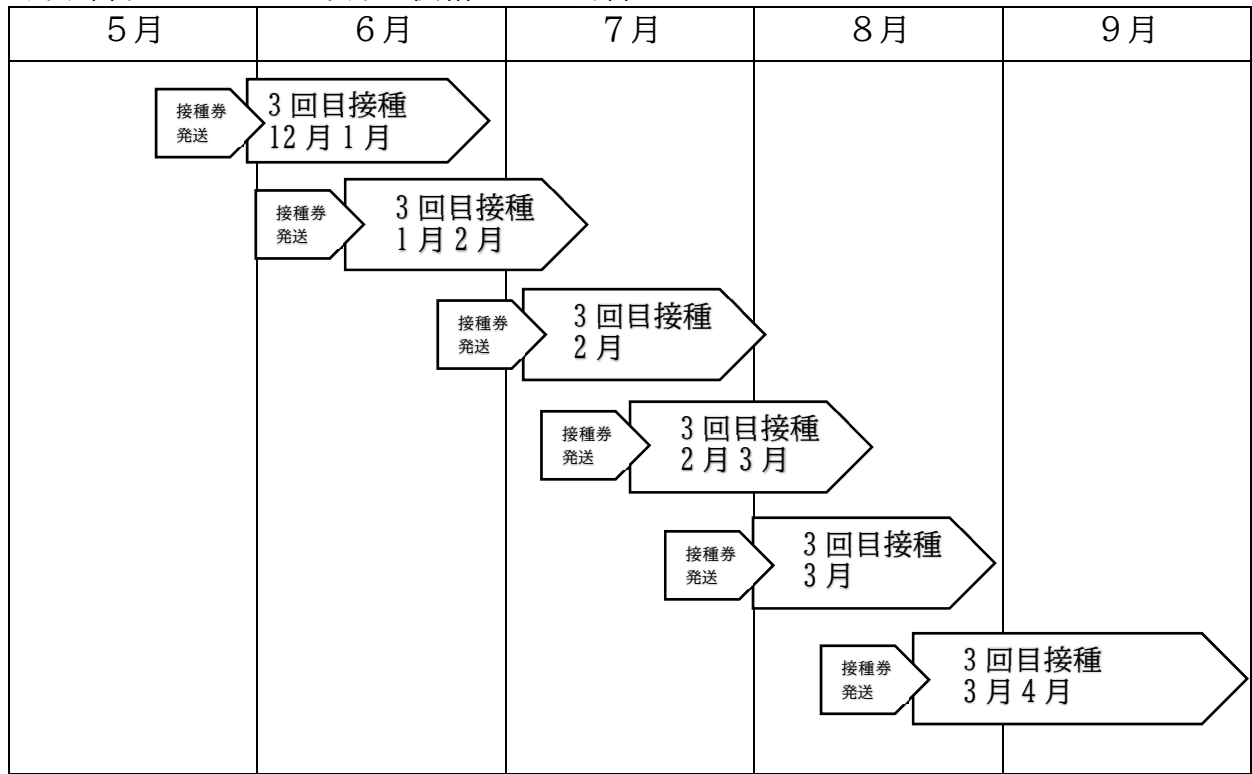 5月 6月 7月 8月 9月
接種券
発送
3回目接種
12月1月
接種券
発送
3回目接種
1月2月
接種券
発送
3回目接種
2月
接種券
発送
3回目接種
2月3月
接種券
発送
3回目接種
3月
接種券
発送
3回目接種
3月4月